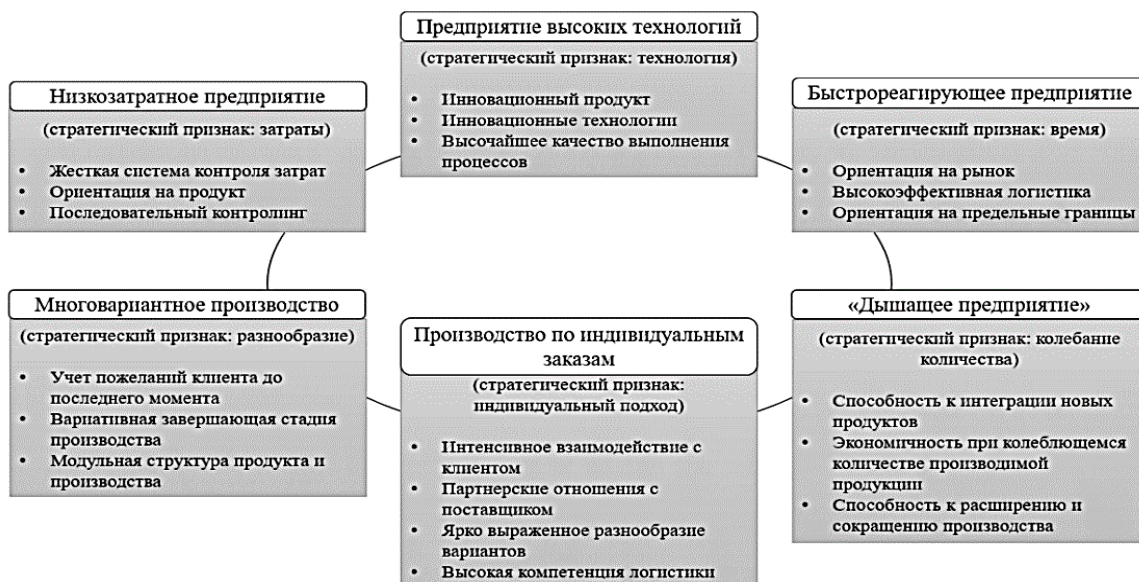 Предприятие высоких технологий
(стратегический признак: технология)
• Инновационный продукт
• Инновационные технологии
• Высочайшее качество выполнения
процессов
Низкозатратное предприятие
(стратегический признак: затраты)
• Жесткая система контроля затрат
• Ориентация на продукт
• Последовательный контролинг
Быстрореагирующее предприятие
(стратегический признак: время)
• Ориентация на рынок
• Высокоэффективная логистика
• Ориентация на предельные границы
Многовариантное производство
(стратегический признак: разнообразие)
• Учет пожеланий клиента до
последнего момента
• Вариативная завершающая стадия
производства
• Модульная структура продукта и
производства
Производство по индивидуальным
заказам
(стратегический признак:
индивидуальный подход)
• Интенсивное взаимодействие с
клиентом
• Партнерские отношения с
поставщиком
• Ярко выраженное разнообразие
вариантов
• Высокая компетенция логистики
«Дышащее предприятие»
(стратегический признак: колебание
количества)
• Способность к интеграции новых
продуктов
• Экономичность при колеблющемся
количестве производимой
продукции
• Способность к расширению и
сокращению производства